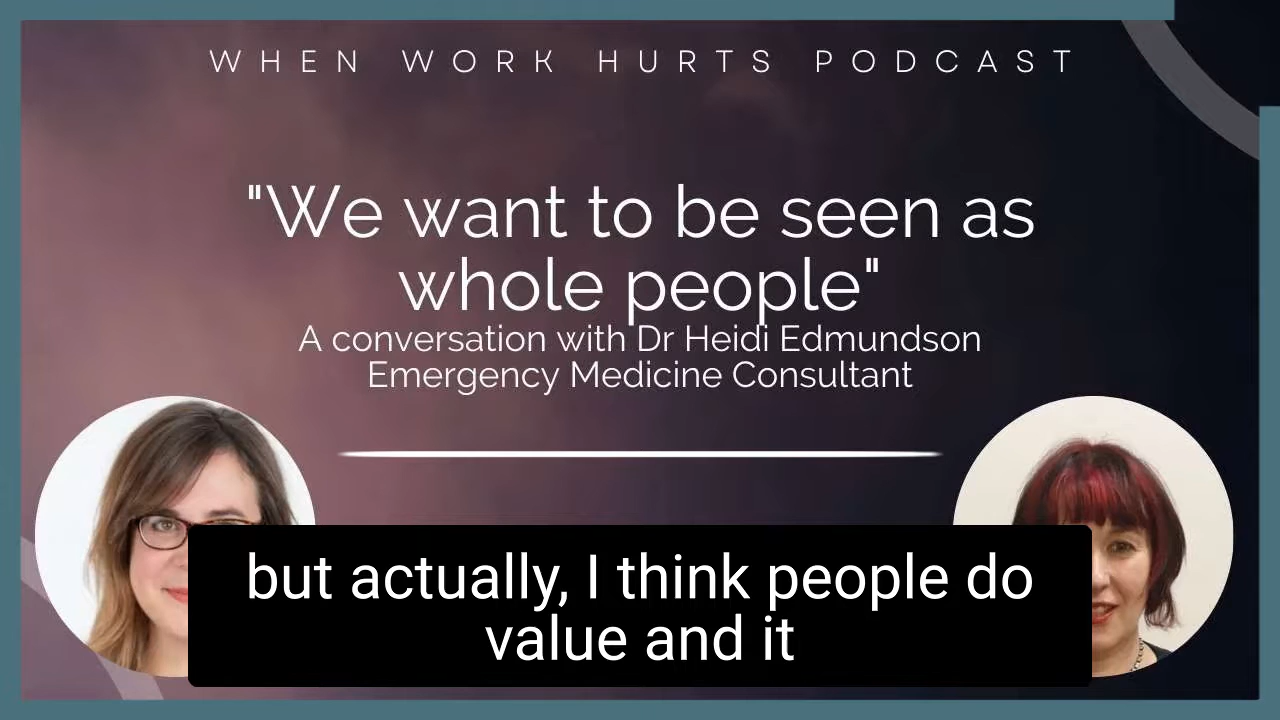 WHEN WORK HURTS PODCAST
"We want to be seen as
whole people"
A conversation with Dr Heidi Edmundson
Emergency Medicine Consultant
but actually, I think people do
value and it